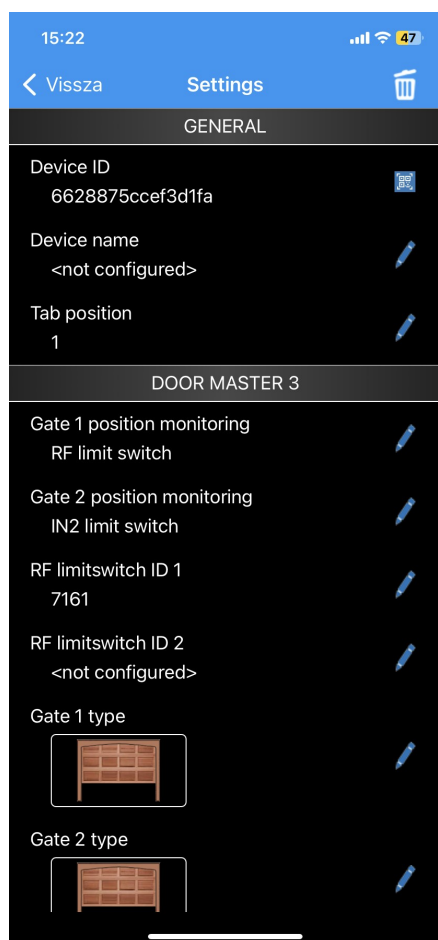 15:22
47
Vissza
Settings
GENERAL
Device ID
6628875ccef3d1fa
Device name
<not configured>
Tab position
1
DOOR MASTER 3
Gate 1 position monitoring
RF limit switch
Gate 2 position monitoring
IN2 limit switch
RF limitswitch ID 1
7161
RF limitswitch ID 2
<not configured>
Gate 1 type
Gate 2 type